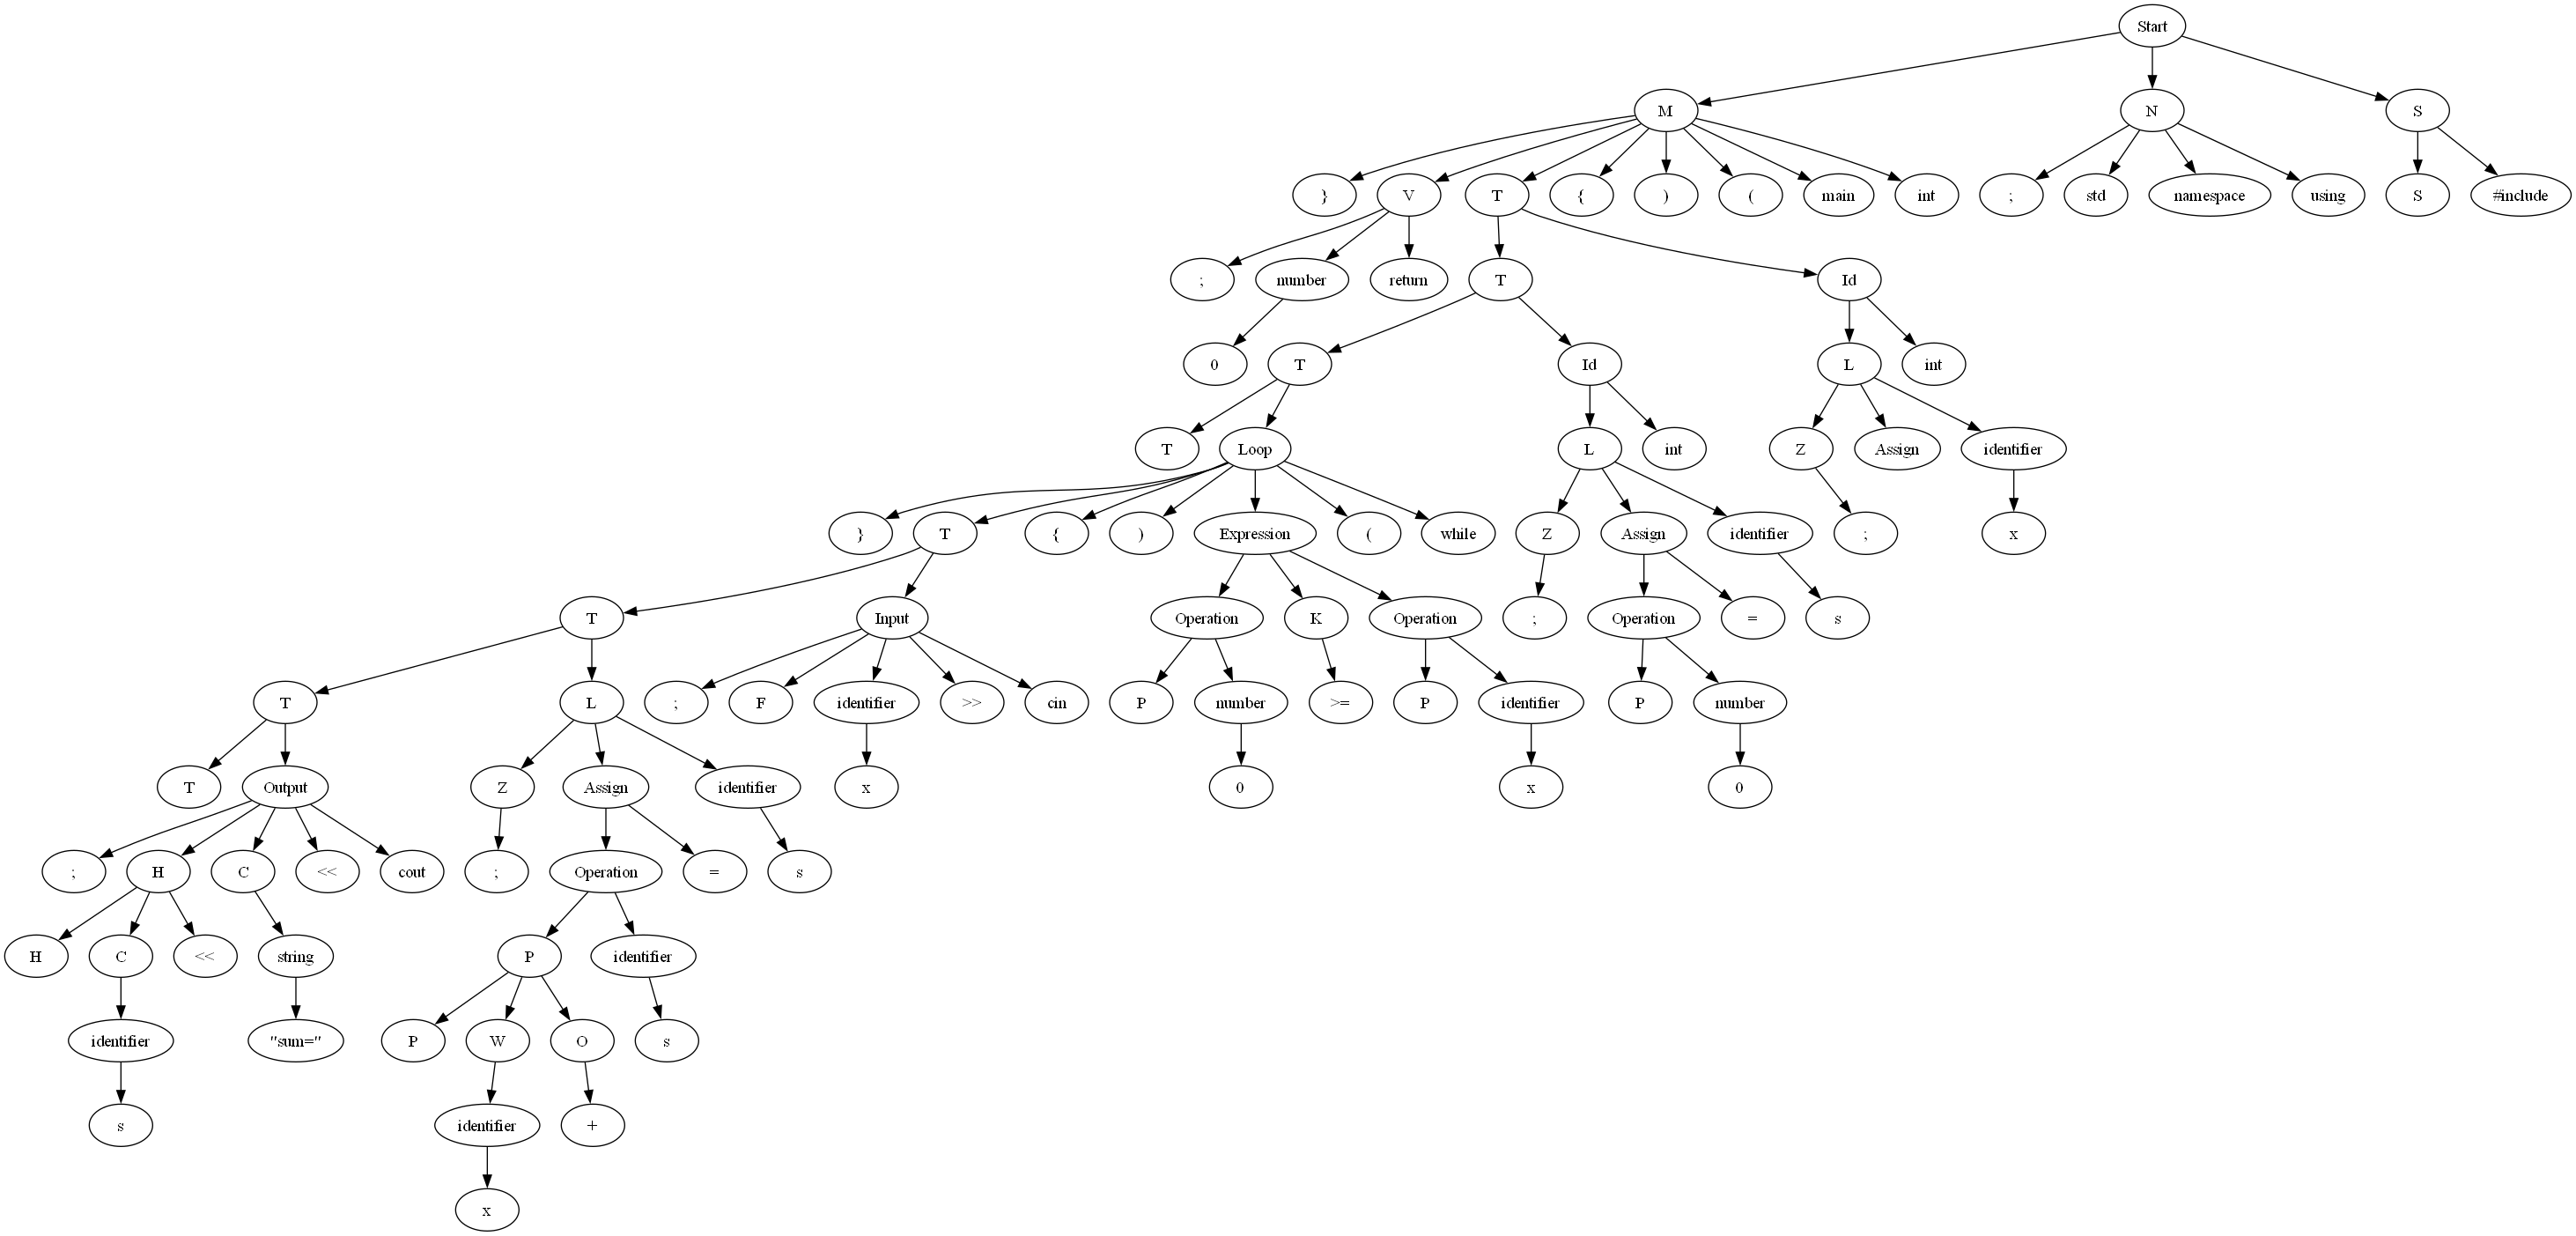 Start
M N S
} V T { ) ( main int ; std namespace using S #include
; number return T Id
0 T Id L int
T Loop L int Z Assign identifier
} T { ) Expression ( while Z Assign identifier ; x
T Input Operation K Operation ; Operation = s
T L ; F identifier >> cin P number >= P identifier P number
T Output Z Assign identifier x 0 x 0
; H C << cout ; Operation = s
H C << string P identifier
identifier "sum=" P W O s
s identifier +
x